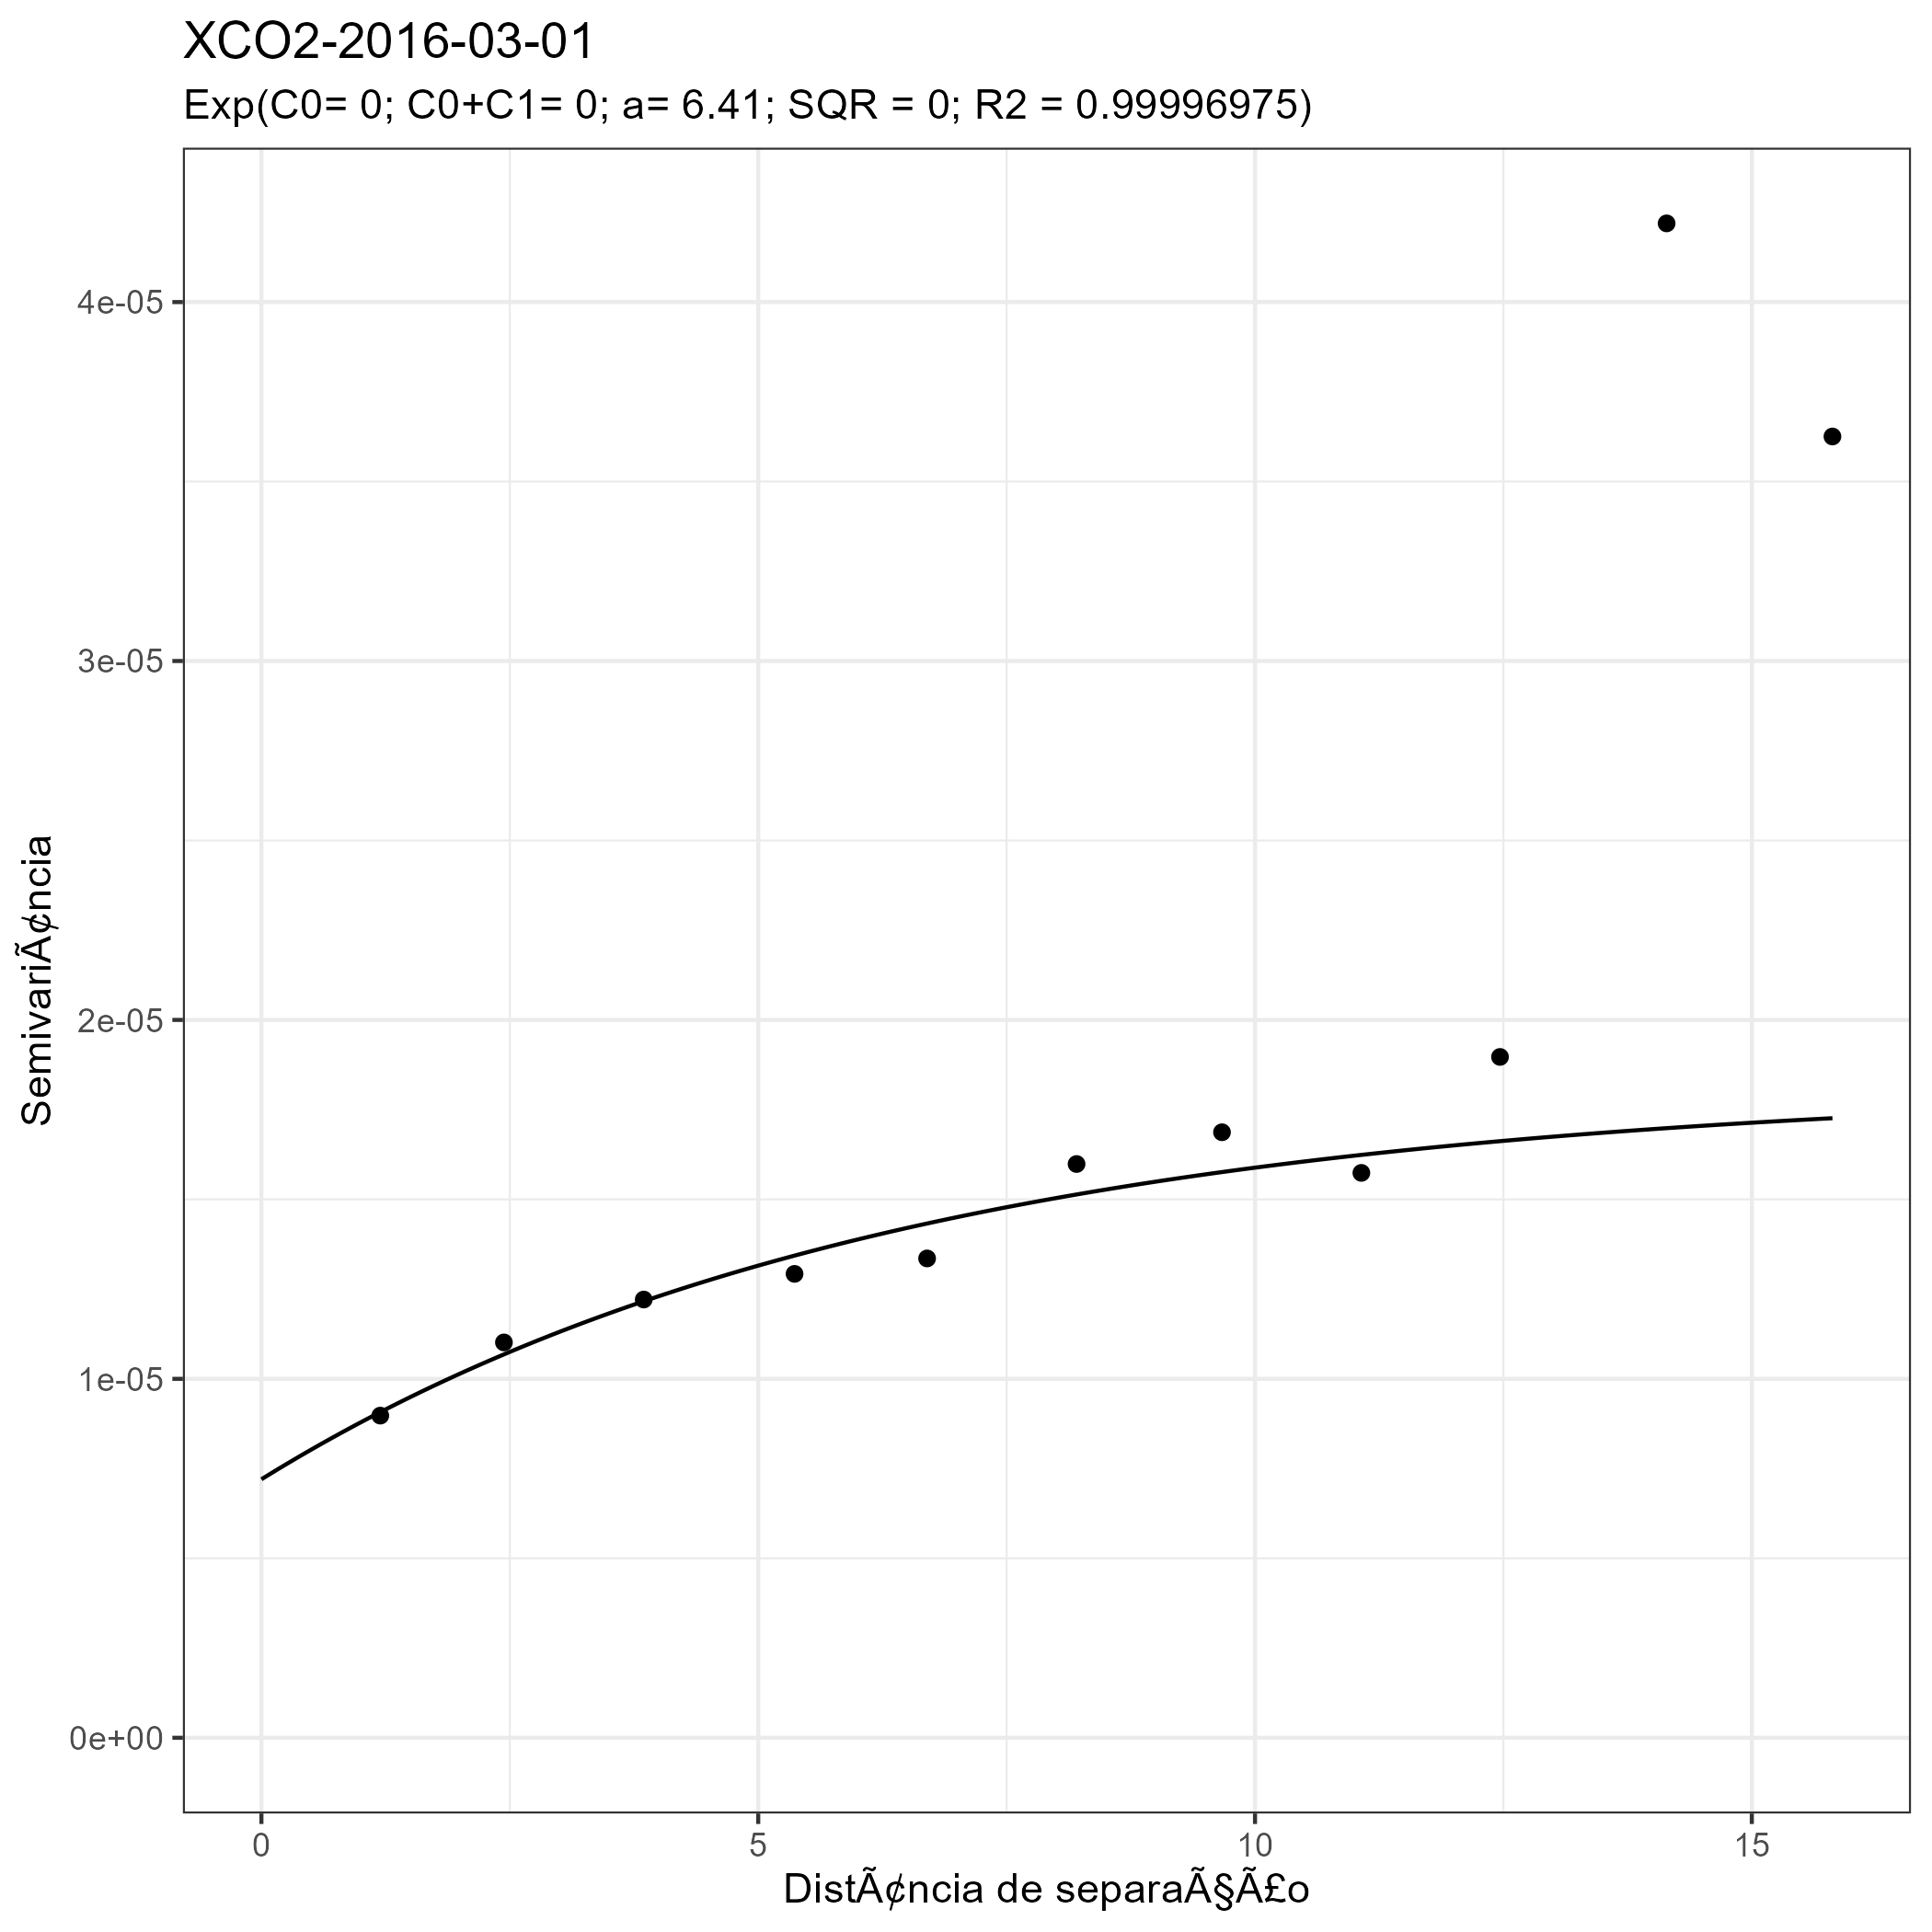 XCO2-2016-03-01
Exp(C0= 0; C0+C1= 0; a= 6.41; SQR = 0; R2 = 0.99996975)
4e-05
3e-05
2e-05
1e-05
0e+00
SemivariÃ¢ncia
0
5
10
15
DistÃ¢ncia de separaÃ§Ã£o